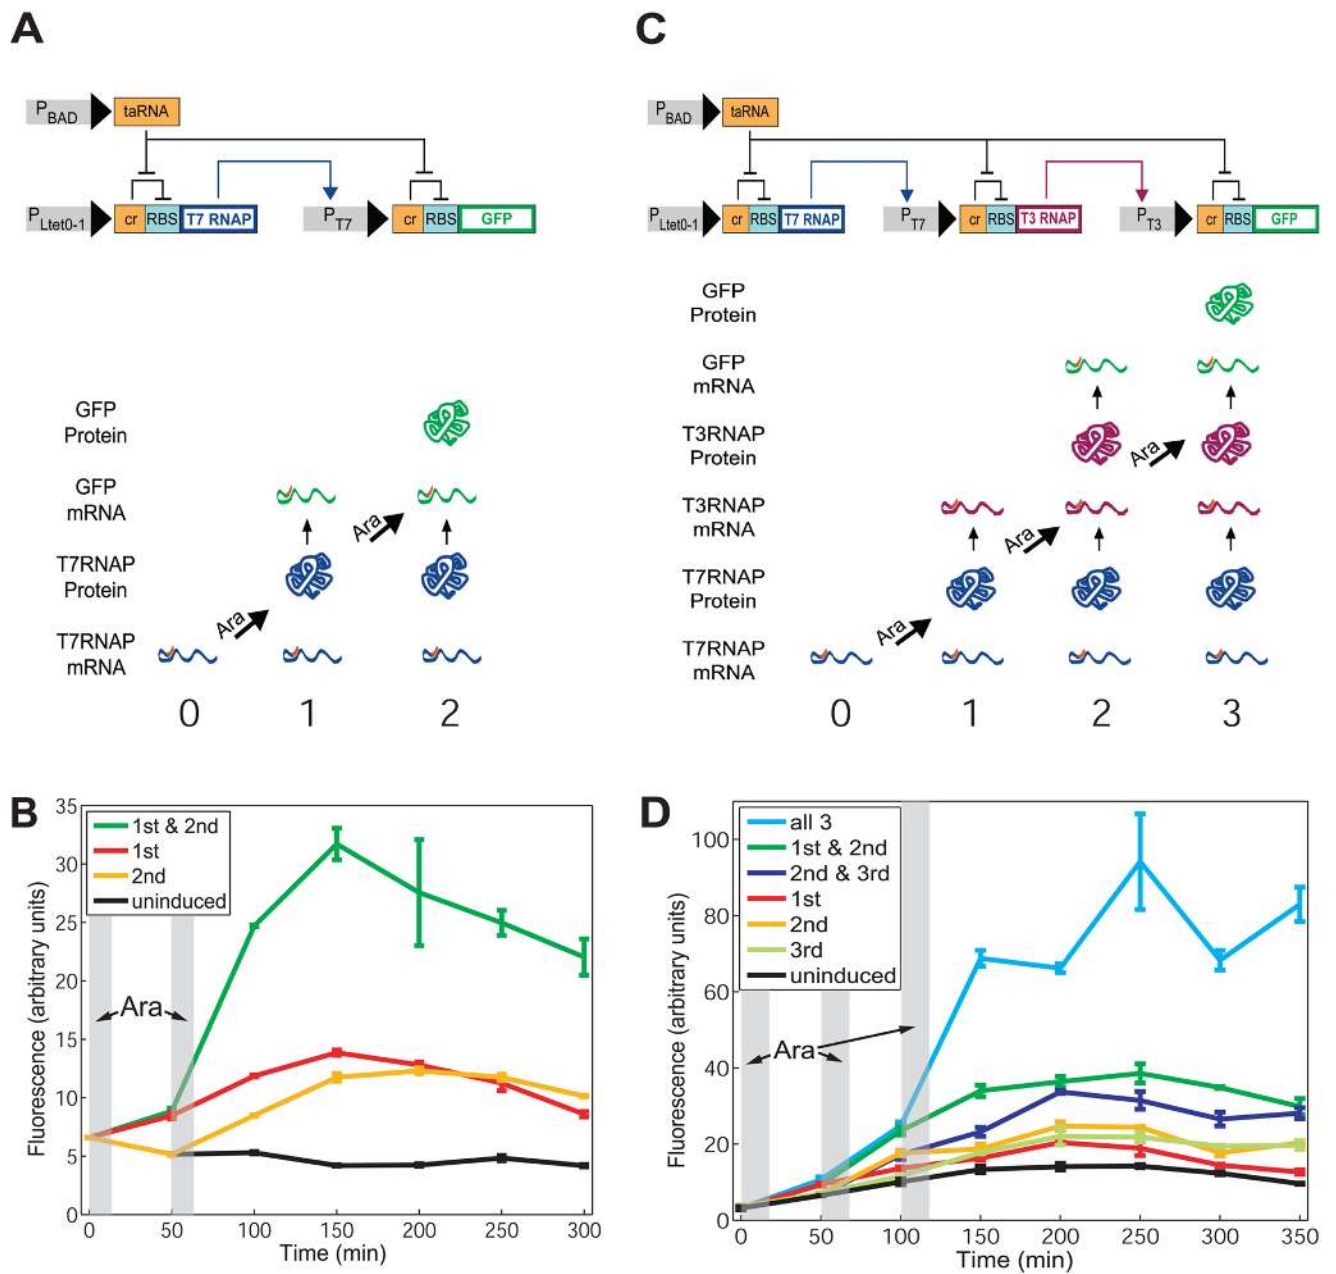 A
P BAD
taRNA
P Ltet0-1
cr
RBS
T7 RNAP
P T7
cr
RBS
GFP
GFP
Protein
GFP
mRNA
T7RNAP
Protein
T7RNAP
mRNA
Ara
Ara
0 1 2
C
P BAD
taRNA
P Ltet0-1
cr
RBS
T7 RNAP
P T7
cr
RBS
T3 RNAP
P T3
cr
RBS
GFP
GFP
Protein
GFP
mRNA
T3RNAP
Protein
T3RNAP
mRNA
T7RNAP
Protein
T7RNAP
mRNA
Ara
Ara
Ara
0 1 2 3
B
1st & 2nd
1st
2nd
uninduced
Ara
Fluorescence (arbitrary units)
35
30
25
20
15
10
5
0
0 50 100 150 200 250 300
Time (min)
D
all 3
1st & 2nd
2nd & 3rd
1st
2nd
3rd
uninduced
Ara
Fluorescence (arbitrary units)
100
80
60
40
20
0
0 50 100 150 200 250 300 350
Time (min)